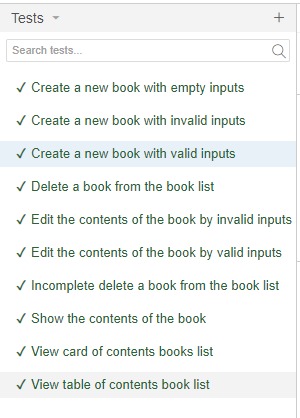 Tests
Search tests...
✓ Create a new book with empty inputs
✓ Create a new book with invalid inputs
✓ Create a new book with valid inputs
✓ Delete a book from the book list
✓ Edit the contents of the book by invalid inputs
✓ Edit the contents of the book by valid inputs
✓ Incomplete delete a book from the book list
✓ Show the contents of the book
✓ View card of contents books list
✓ View table of contents book list